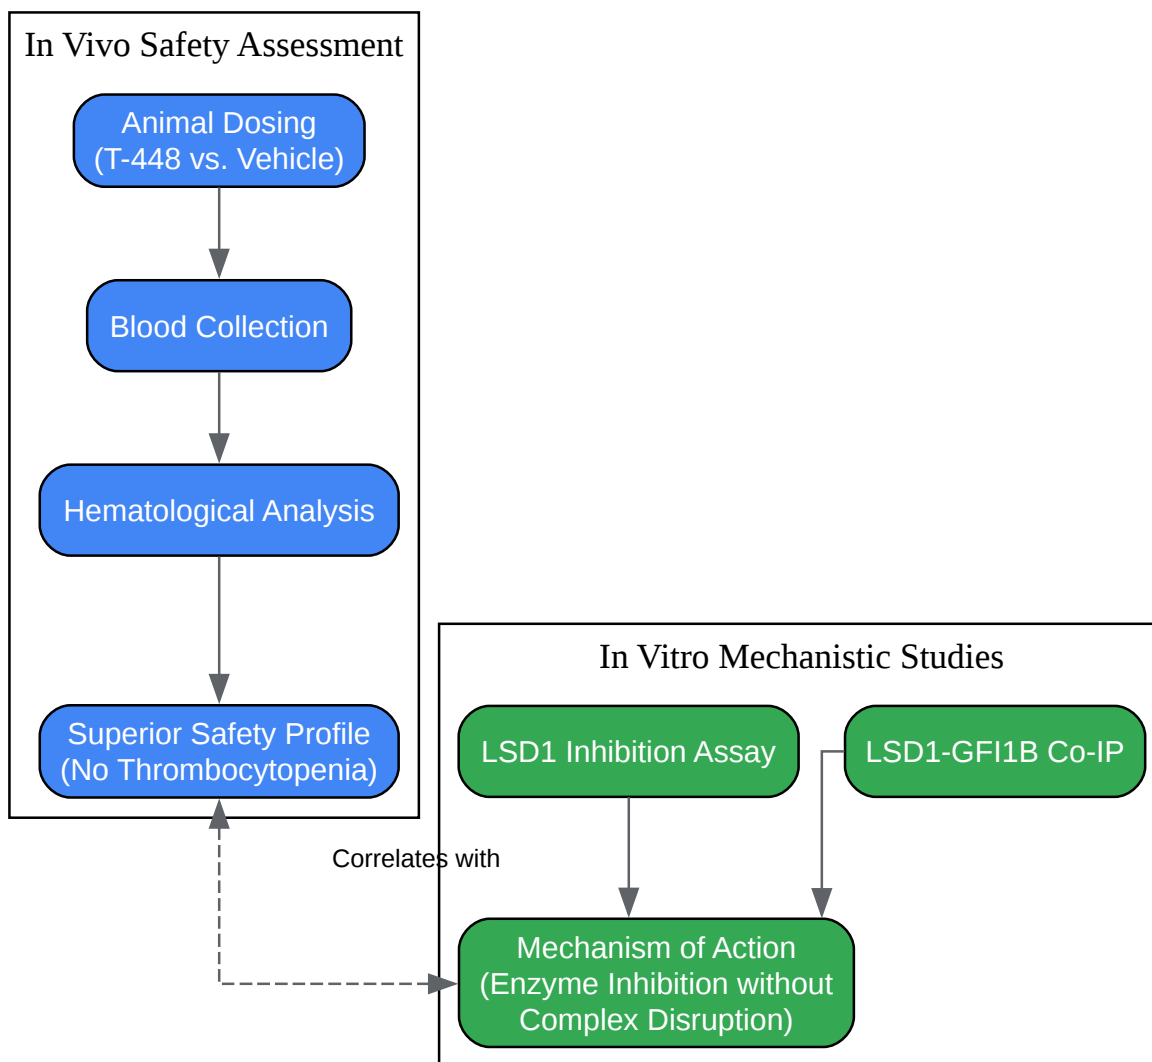 In Vivo Safety Assessment
Animal Dosing
(T-448 vs. Vehicle)
Blood Collection
Hematological Analysis
Superior Safety Profile
(No Thrombocytopenia)
Correlates with
In Vitro Mechanistic Studies
LSD1 Inhibition Assay
LSD1-GFI1B Co-IP
Mechanism of Action
(Enzyme Inhibition without
Complex Disruption)